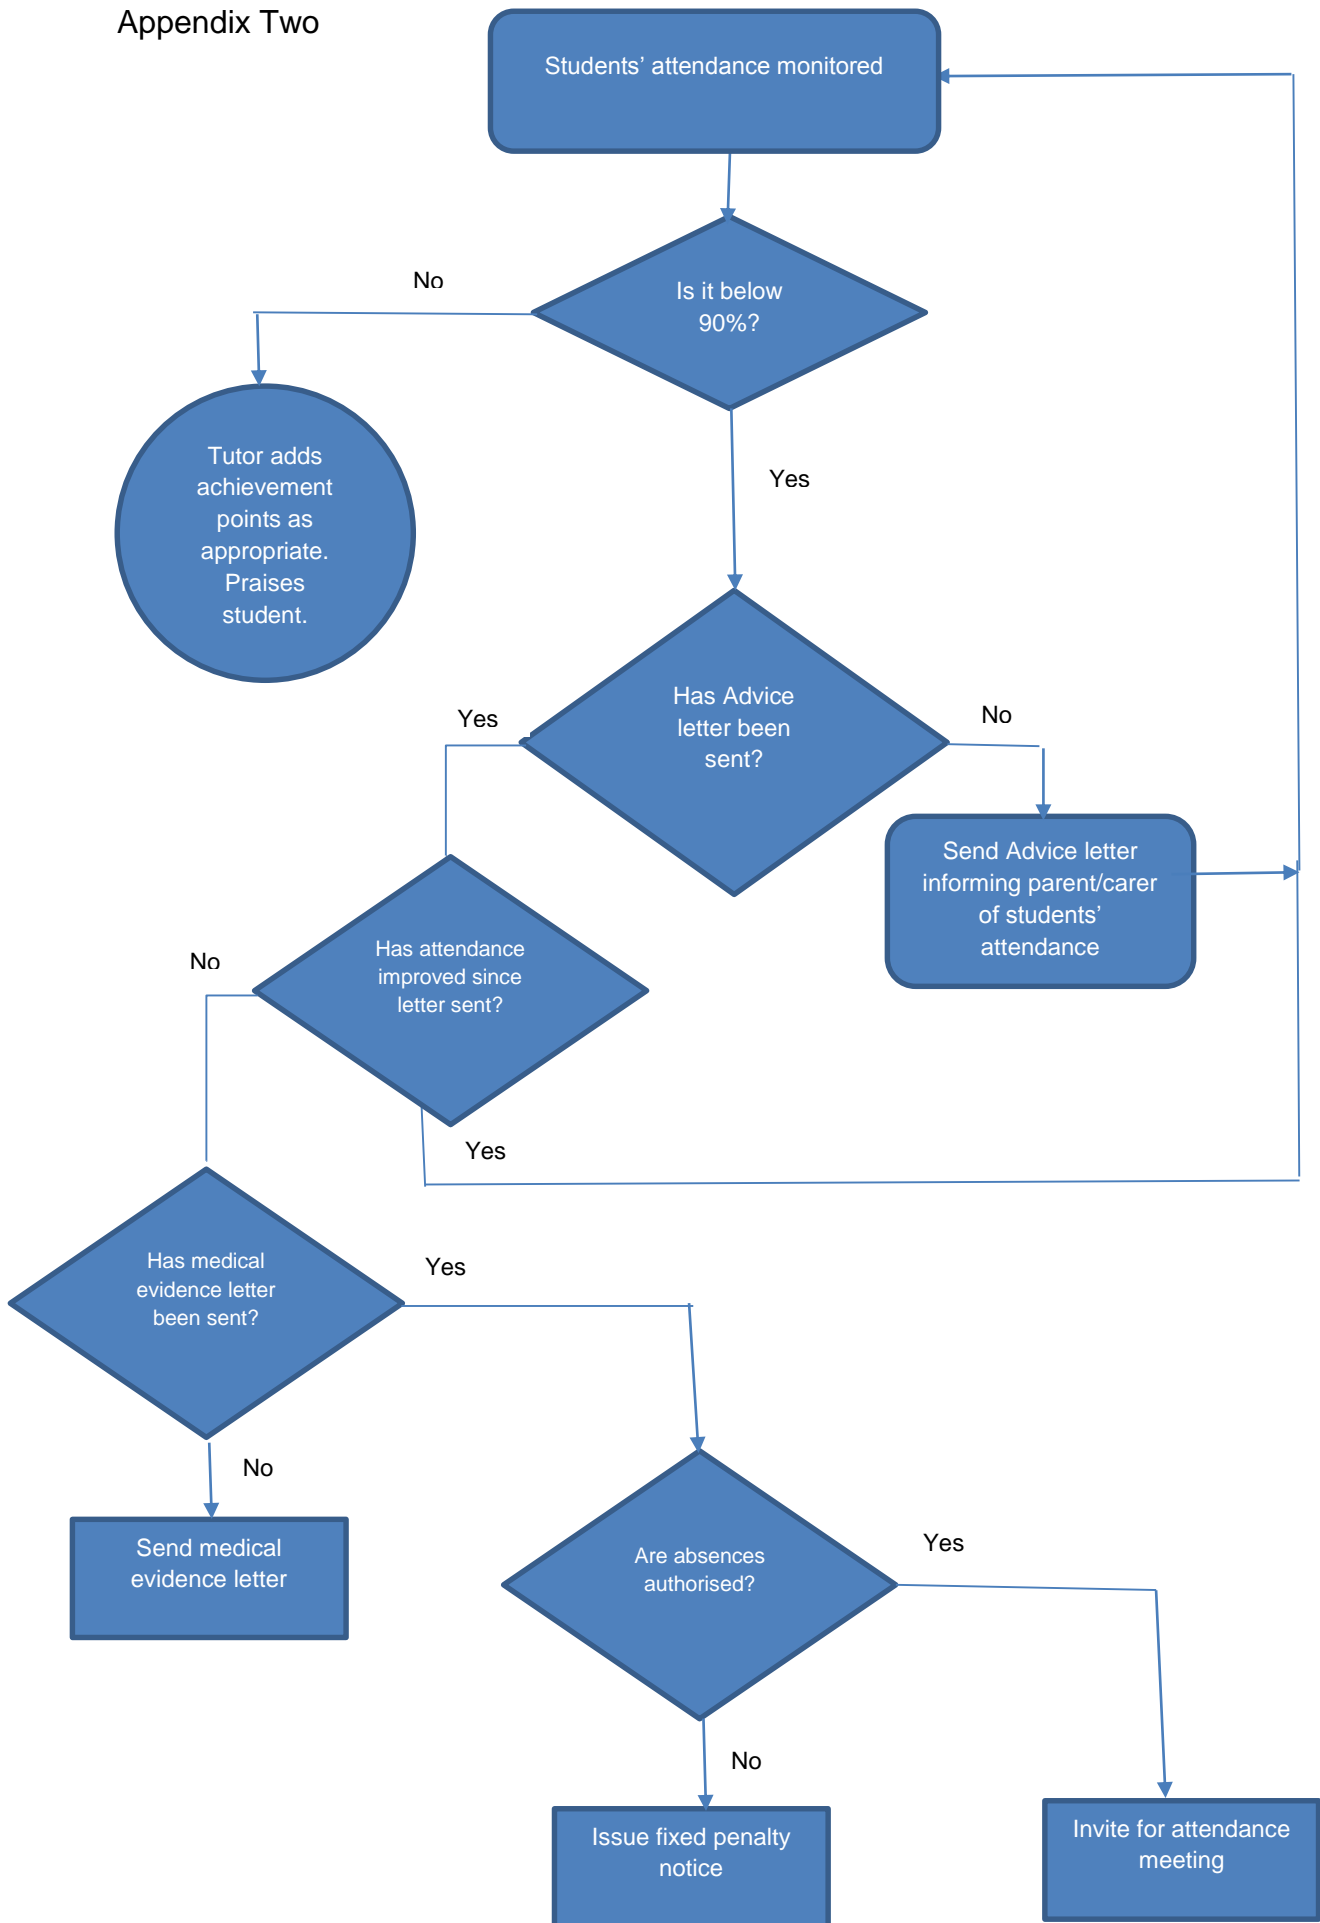 Appendix Two
Students’ attendance monitored
No
Is it below
90%?
Tutor adds
achievement
points as
appropriate.
Praises
student.
Yes
Has Advice
letter been
sent?
Yes
No
Send Advice letter
informing parent/carer
of students’
attendance
Has attendance
improved since
letter sent?
No
Yes
Has medical
evidence letter
been sent?
Yes
No
Send medical
evidence letter
Are absences
authorised?
Yes
No
Issue fixed penalty
notice
Invite for attendance
meeting